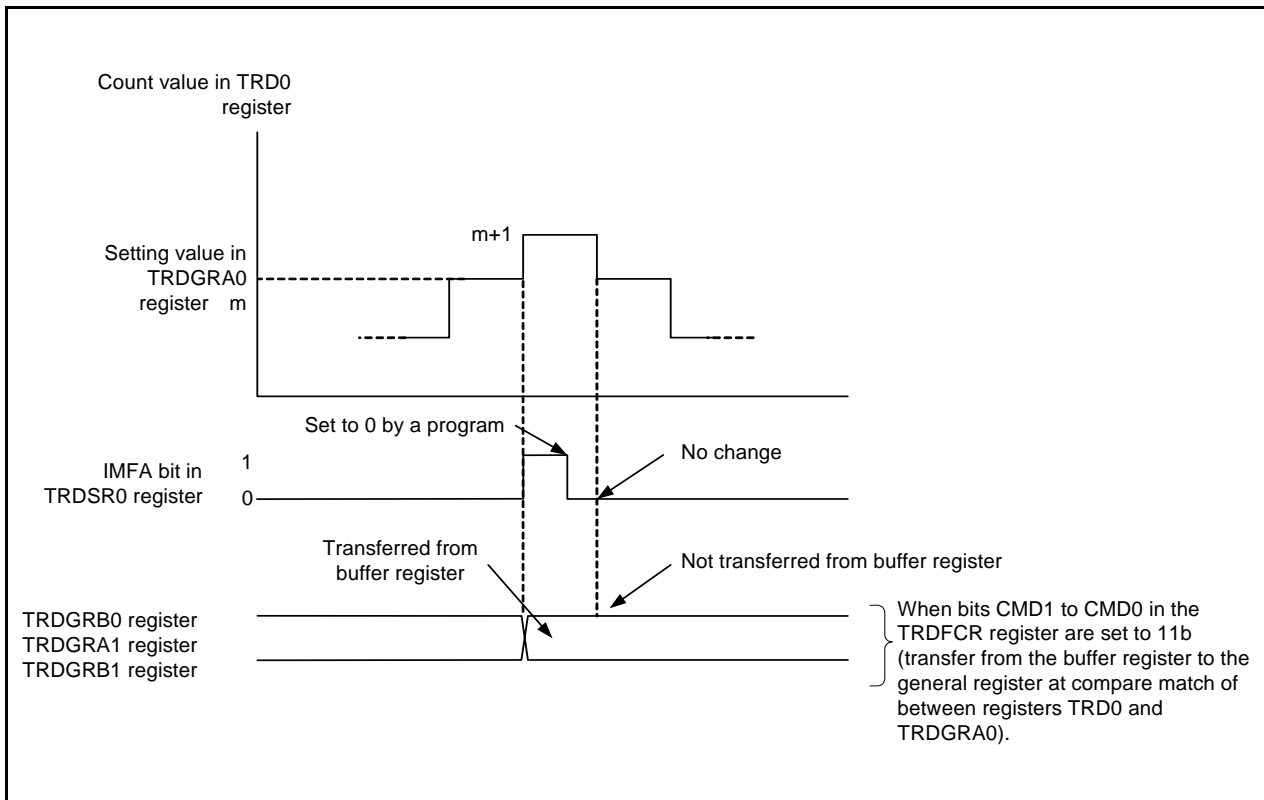 Count value in TRD0
register
m+1
Setting value in
TRDGRA0
register m
Set to 0 by a program
No change
IMFA bit in
TRDSR0 register
1
0
Transferred from
buffer register
Not transferred from buffer register
TRDGRB0 register
TRDGRA1 register
TRDGRB1 register
When bits CMD1 to CMD0 in the
TRDFCR register are set to 11b
(transfer from the buffer register to the
general register at compare match of
between registers TRD0 and
TRDGRA0).